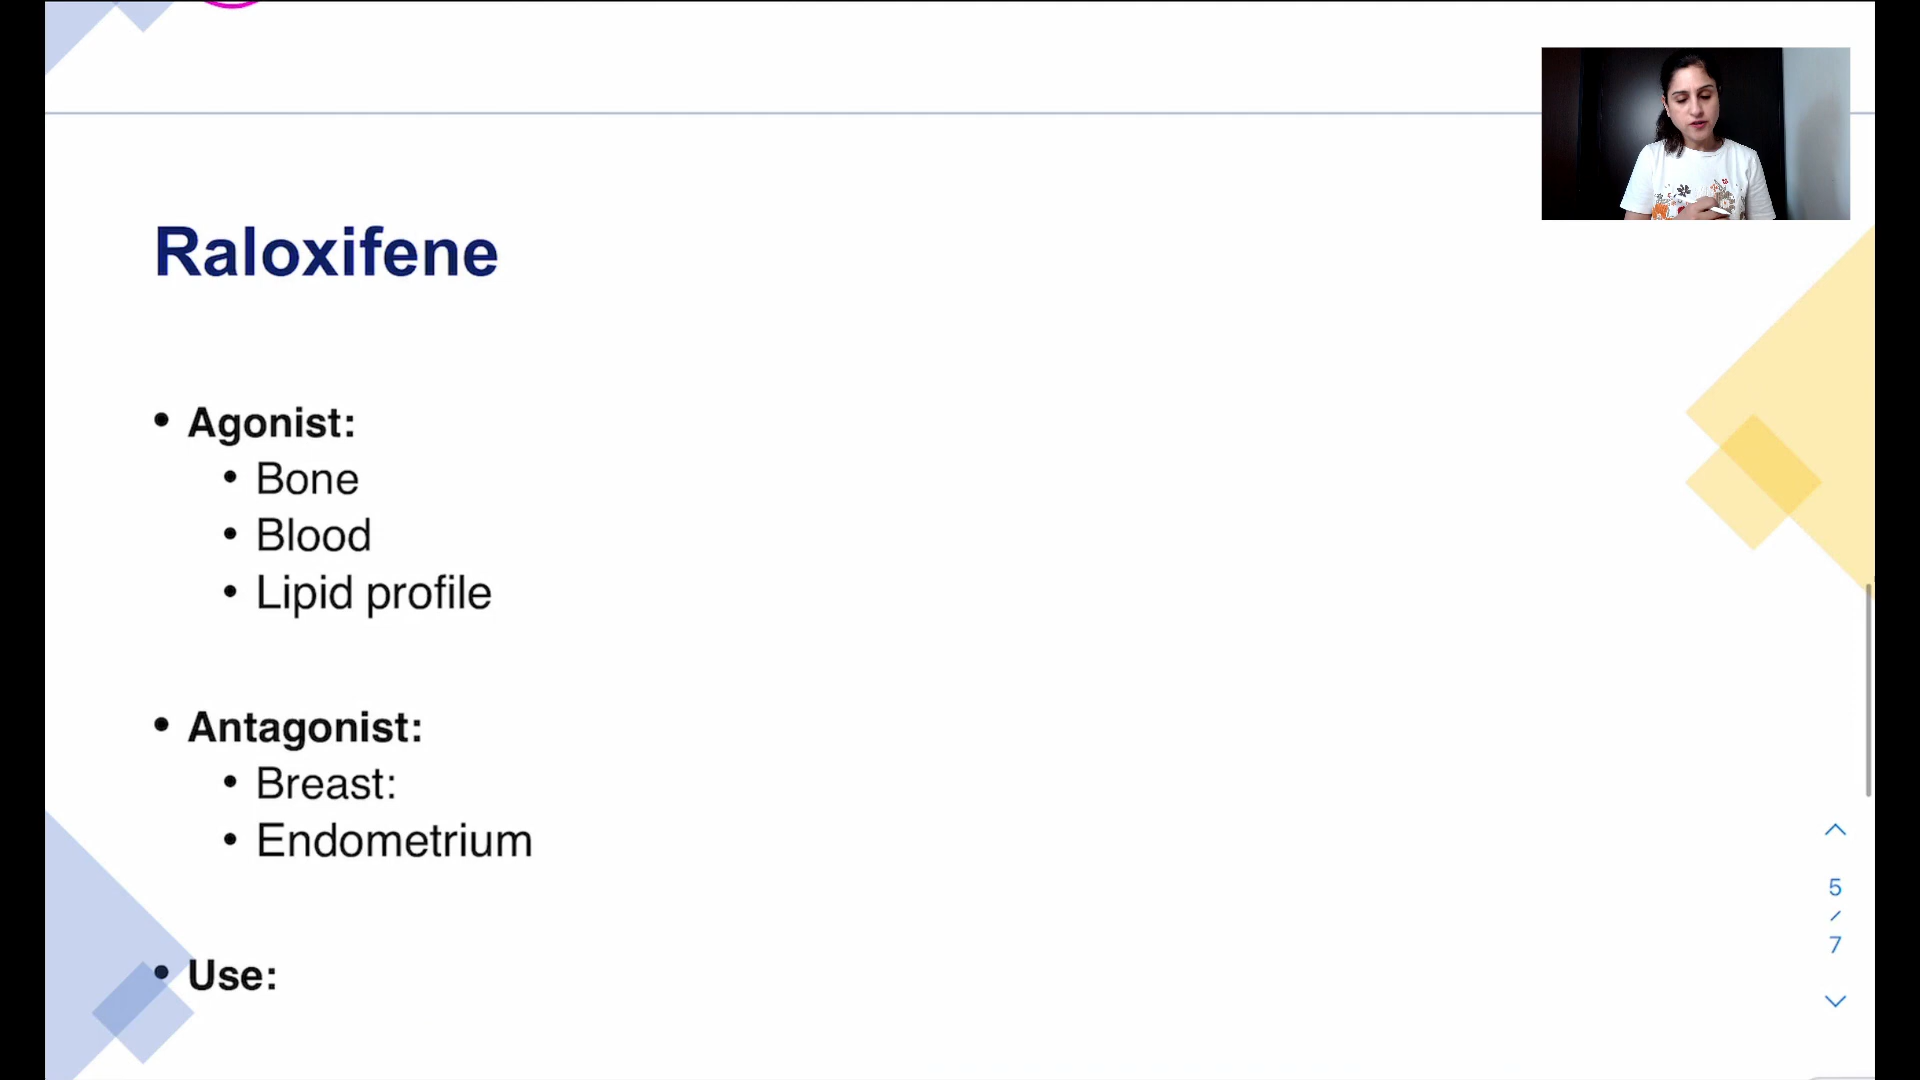 Raloxifene
• Agonist:
• Bone
• Blood
• Lipid profile
• Antagonist:
• Breast:
• Endometrium
• Use:
5
/
7